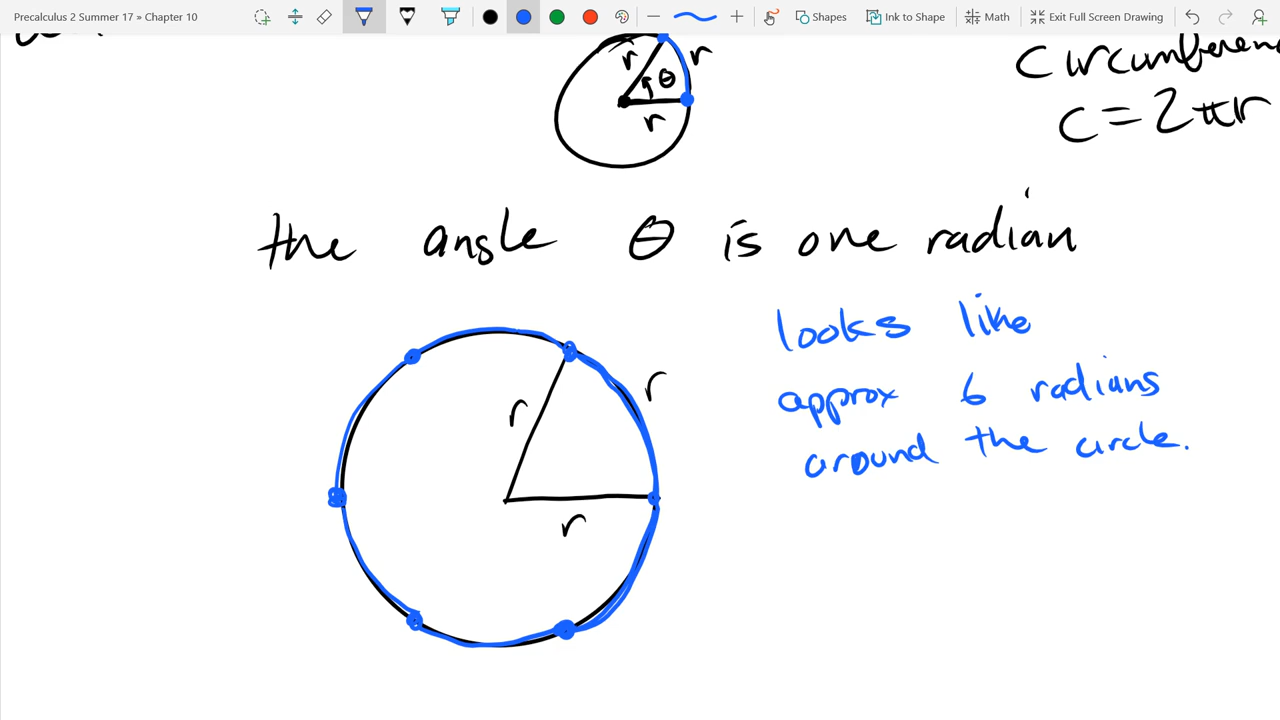 Precalculus 2 Summer 17 » Chapter 10
Shapes
Ink to Shape
Math
Exit Full Screen Drawing
r
r
θ
r
C = 2πr
the angle θ is one radian
looks like
approx 6 radians
around the circle.
r
r
r